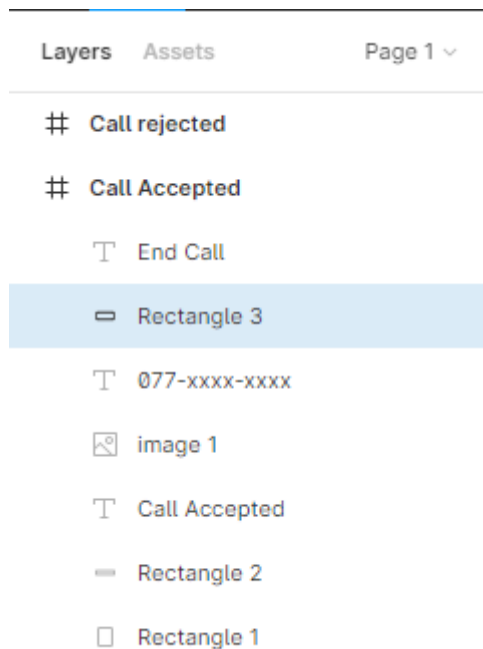 Layers Assets Page 1
Call rejected
Call Accepted
End Call
Rectangle 3
077-xxxx-xxxx
image 1
Call Accepted
Rectangle 2
Rectangle 1